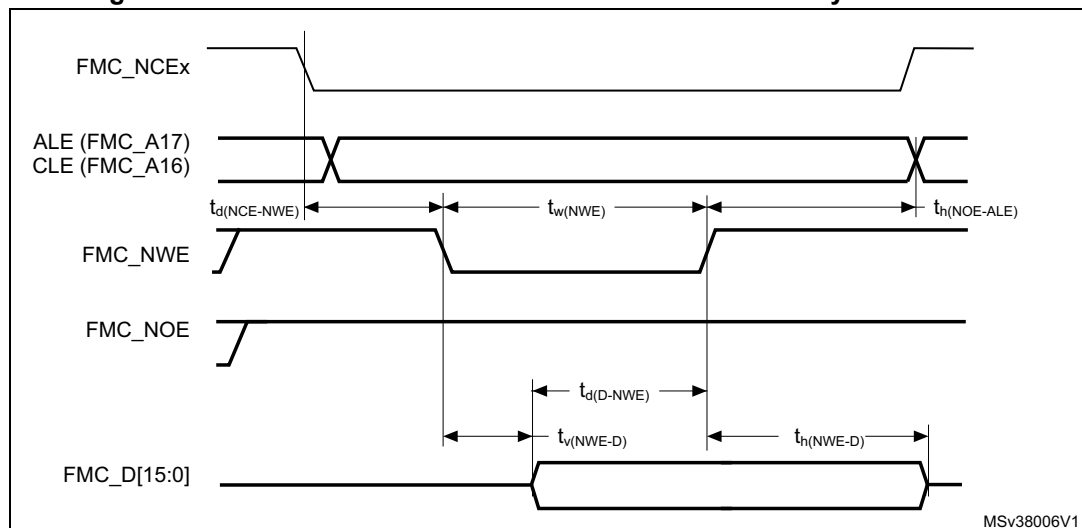 FMC_NCEx
ALE (FMC_A17)
CLE (FMC_A16)
td(NCE-NWE)
tw(NWE)
th(NOE-ALE)
FMC_NWE
FMC_NOE
td(D-NWE)
tv(NWE-D)
th(NWE-D)
FMC_D[15:0]
MSv38006V1